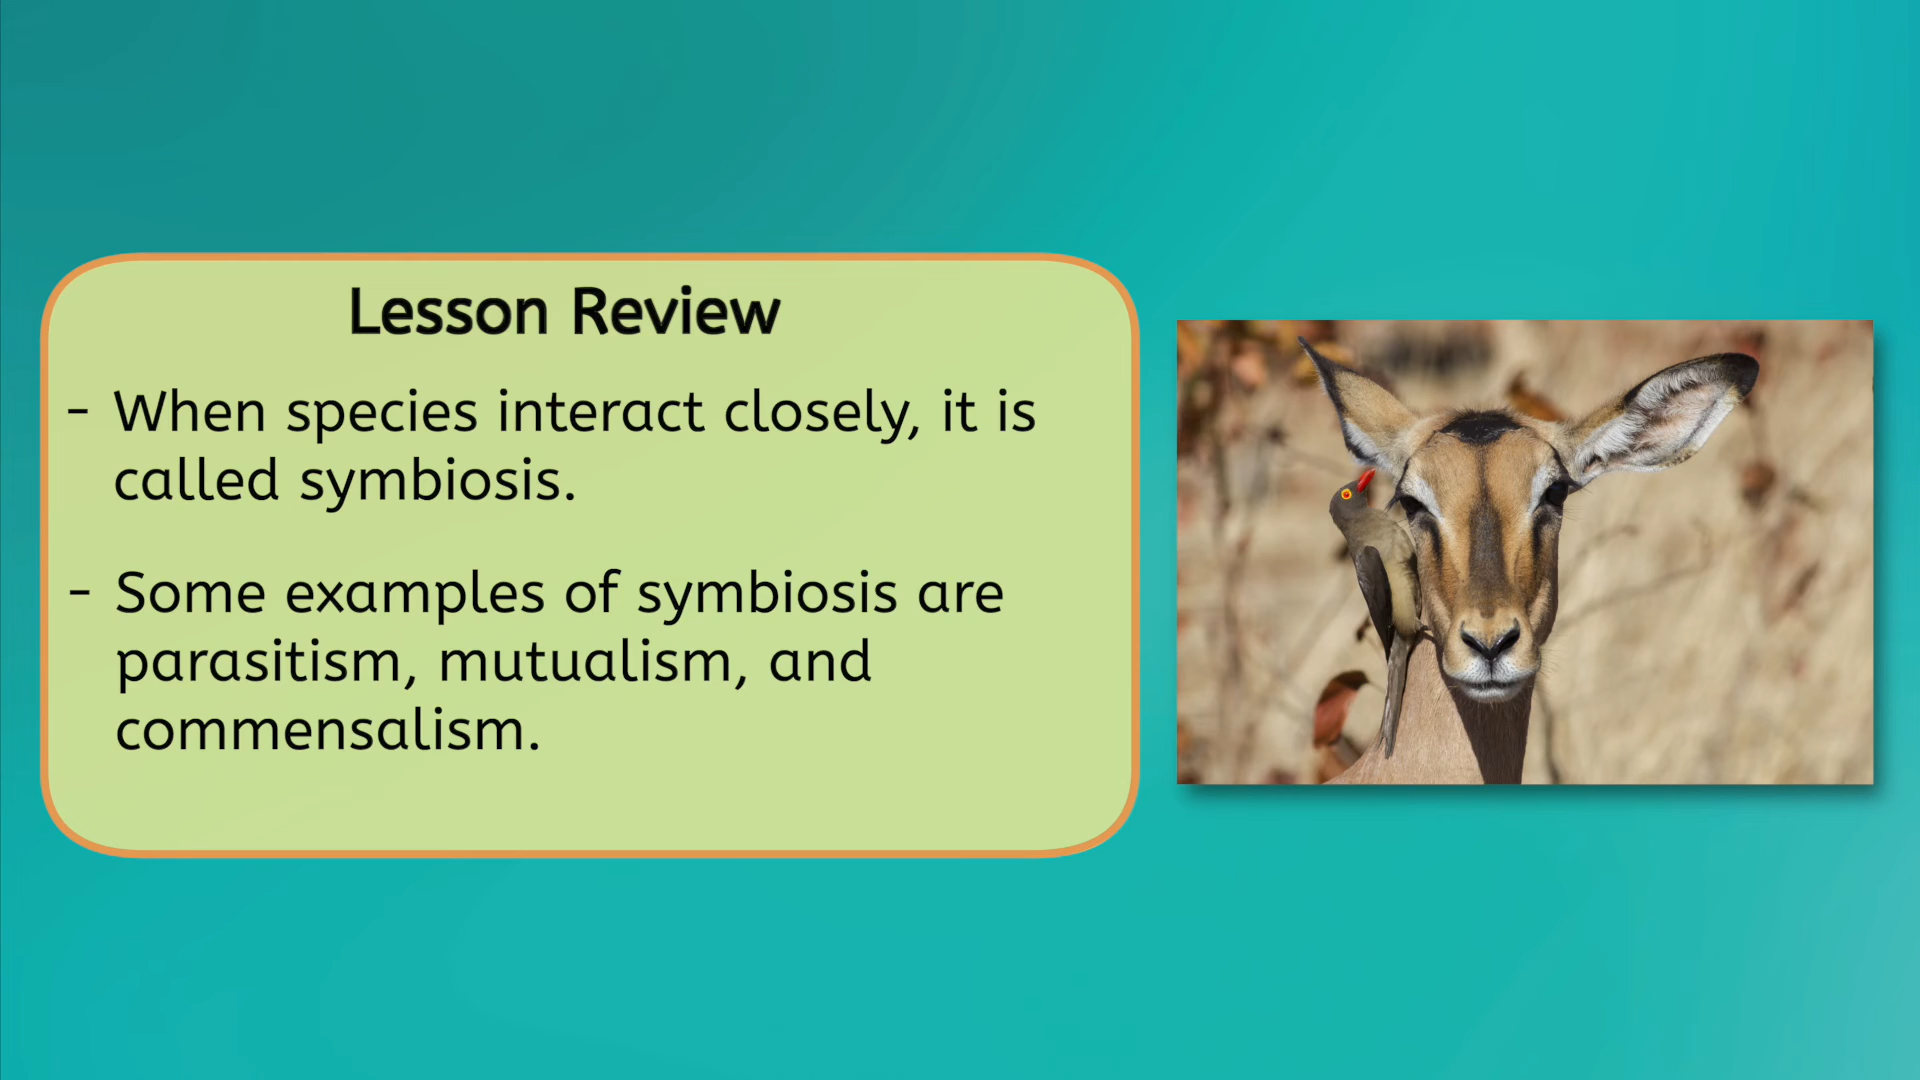 Lesson Review
- When species interact closely, it is
called symbiosis.
- Some examples of symbiosis are
parasitism, mutualism, and
commensalism.